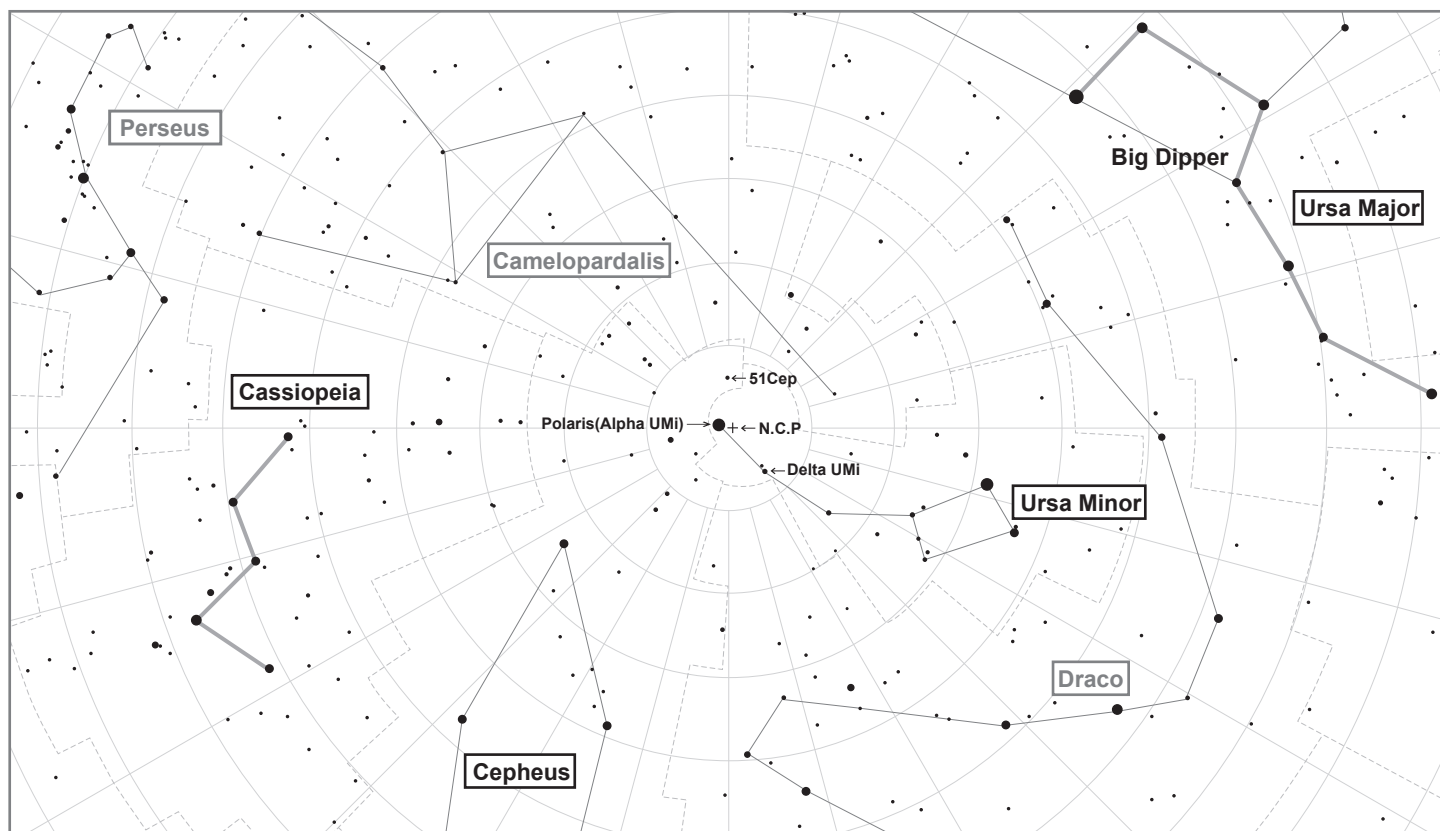 Perseus
Big Dipper
Ursa Major
Camelopardalis
Cassiopeia
51Cep
Polaris(Alpha UMi)
N.C.P
Delta UMi
Ursa Minor
Draco
Cepheus